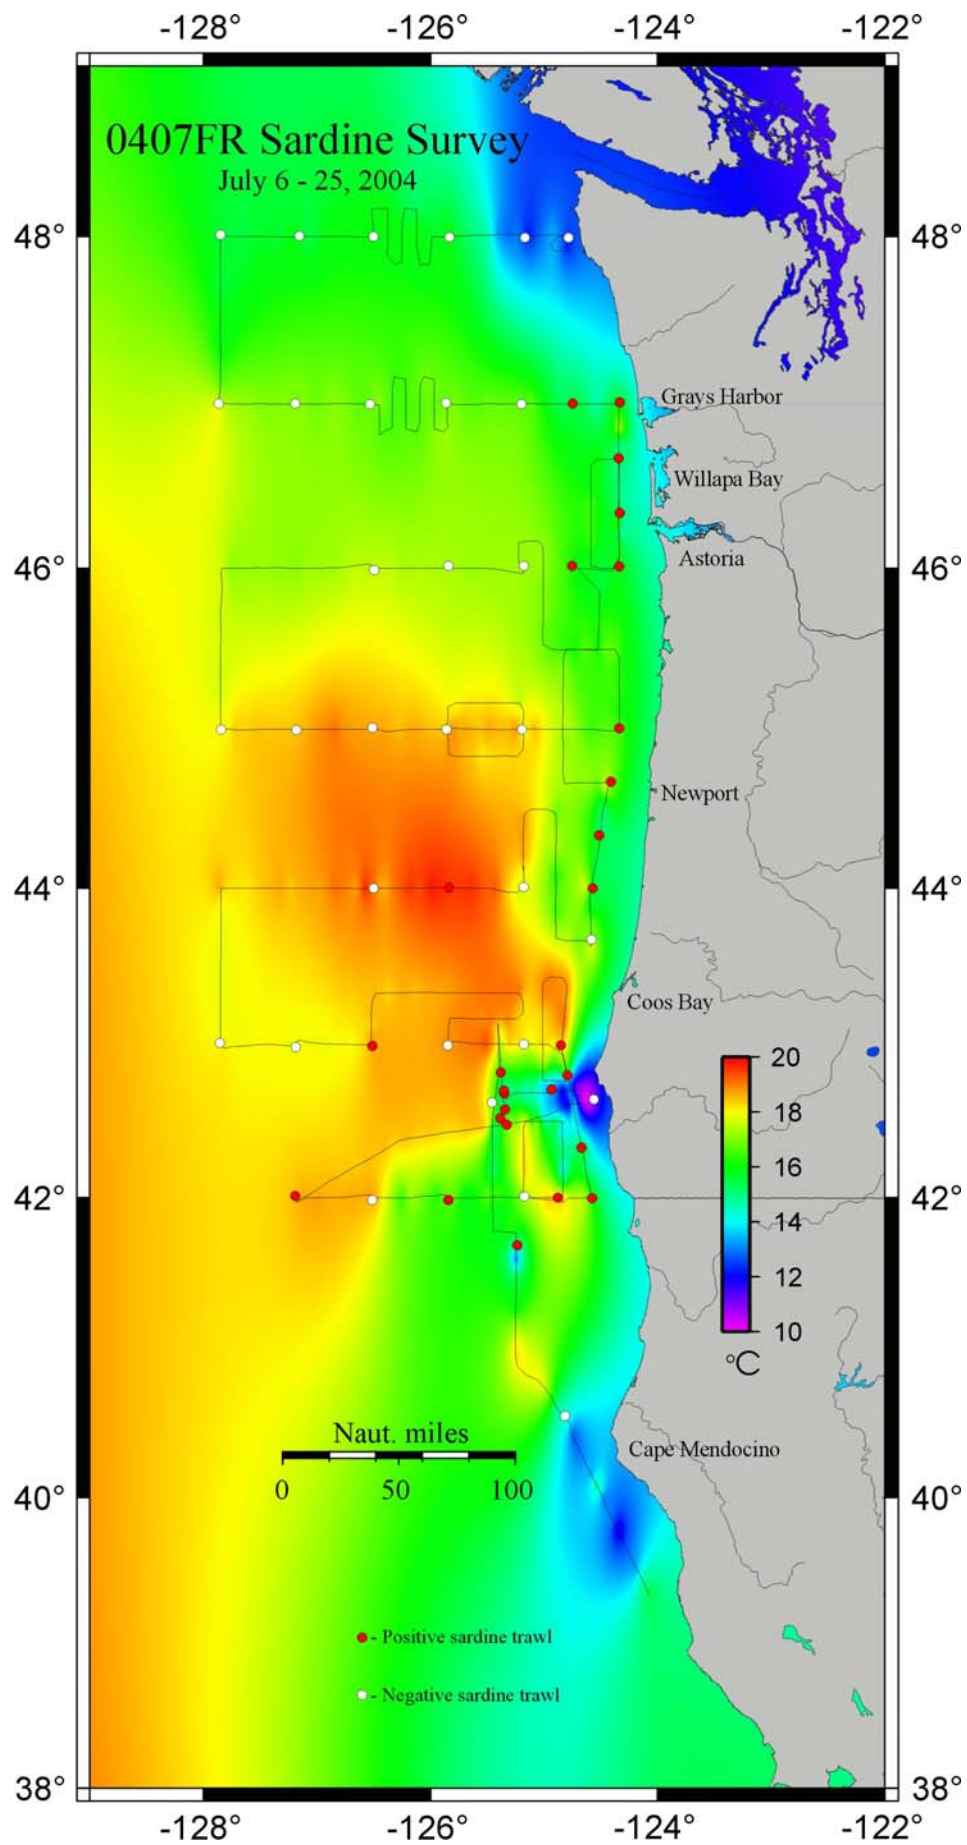 -128° -126° -124° -122°
0407FR Sardine Survey
July 6 - 25, 2004
48° 48°
Grays Harbor
Willapa Bay
46° 46°
Astoria
Newport
44° 44°
Coos Bay
20
18
16
42° 42°
14
12
10
°C
Naut. miles
Cape Mendocino
0 50 100
40° 40°
- Positive sardine trawl
- Negative sardine trawl
38° 38°
-128° -126° -124° -122°